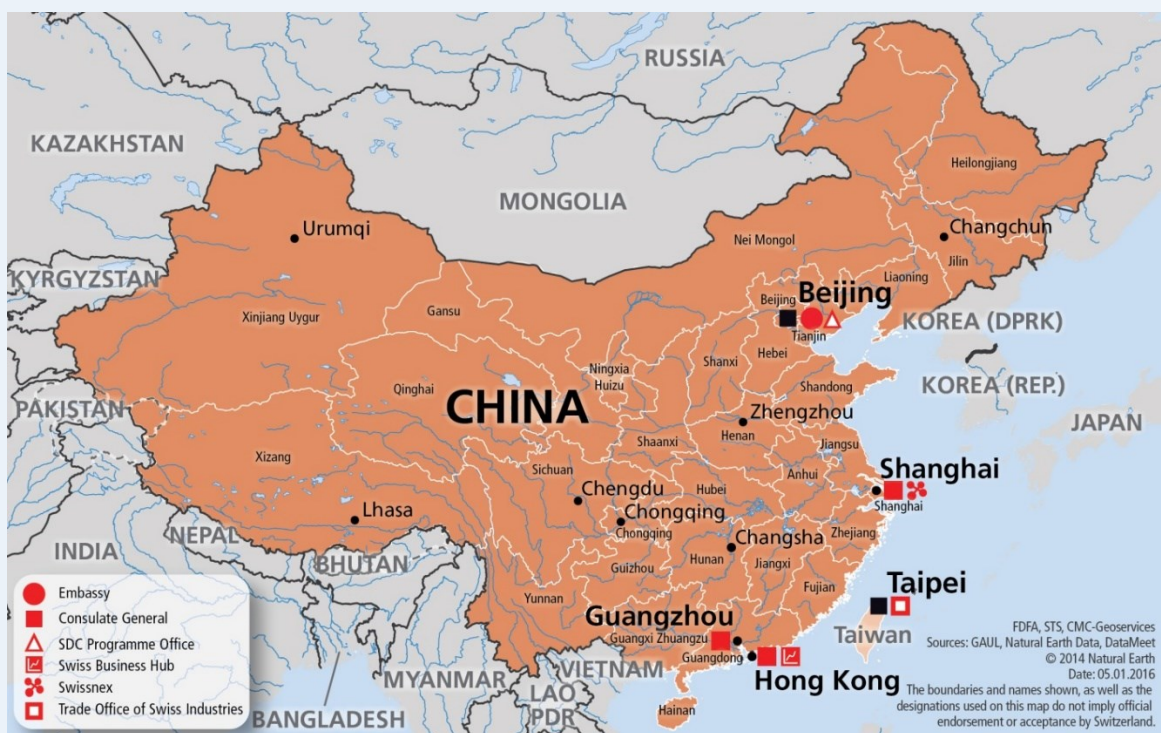 RUSSIA
KAZAKHSTAN
MONGOLIA
Heilongjiang
Urumqi
Changchun
Nei Mongol
Jilin
KYRGYZSTAN
Liaoning
Gansu
Beijing
Beijing
Xinjiang Uygur
Tianjin
KOREA (DPRK)
Hebei
Shanxi
Ningxia
Huizu
Qinghai
Shandong
KOREA (REP.)
PAKISTAN
CHINA
Zhengzhou
JAPAN
Henan
Shaanxi
Jiangsu
Xizang
Sichuan
Anhui
Shanghai
Chengdu
Hubei
Shanghai
Lhasa
Chongqing
Chongqing
Zhejiang
NEPAL
Changsha
INDIA
BHUTAN
Guizhou
Hunan
Jiangxi
Fujian
Taipei
Yunnan
Guangzhou
Guangxi Zhuangzu
Taiwan
Guangdong
VIETNAM
Hong Kong
MYANMAR
LAO
PDR
BANGLADESH
Hainan
Embassy
Consulate General
SDC Programme Office
Swiss Business Hub
Swissnex
Trade Office of Swiss Industries
FDFA, STS, CMC-Geoservices
Sources: GAUL, Natural Earth Data, DataMeet
© 2014 Natural Earth
Date: 05.01.2016
The boundaries and names shown, as well as the
designations used on this map do not imply official
endorsement or acceptance by Switzerland.